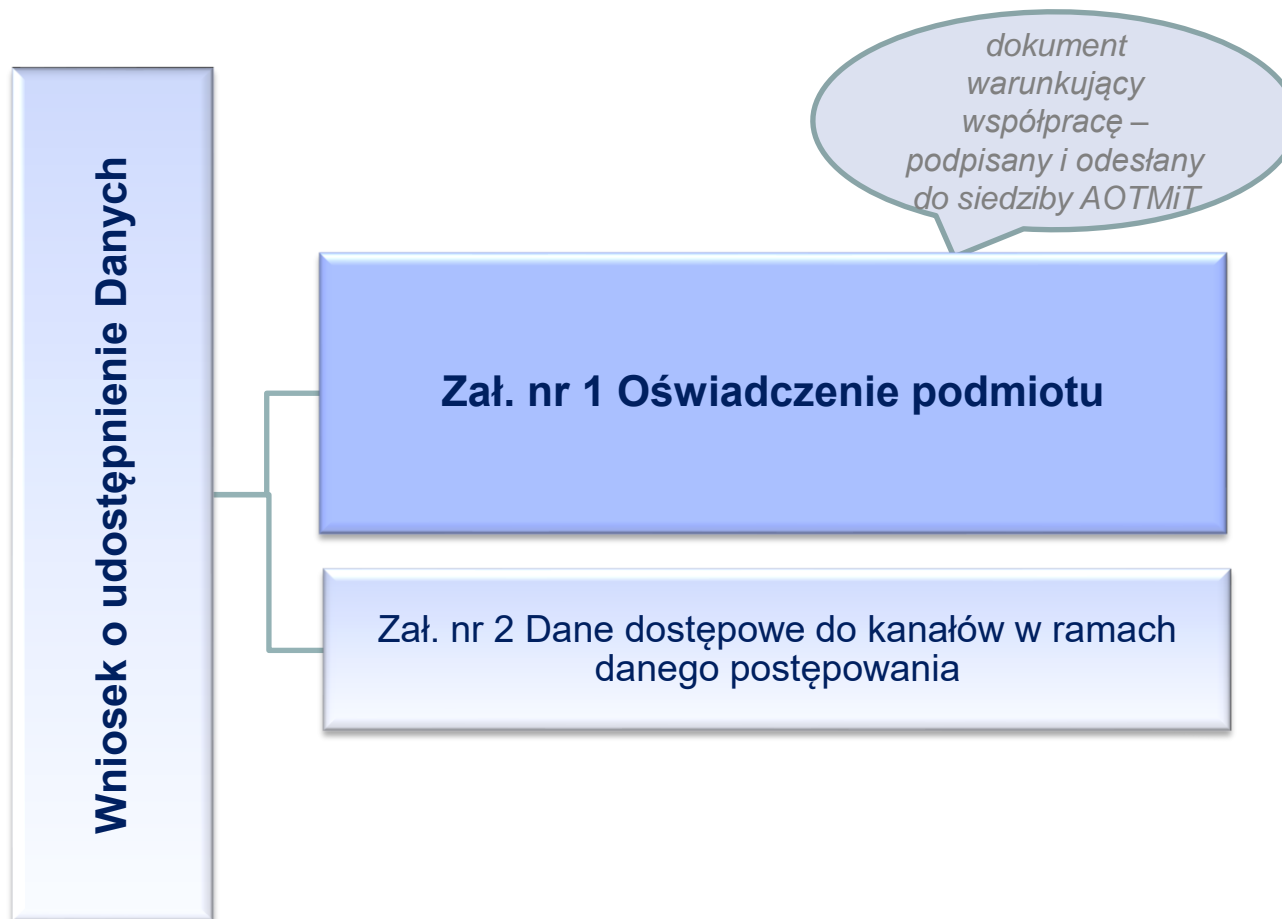 Wniosek o udostępnienie Danych
dokument
warunkujący
współpracę –
podpisany i odesłany
do siedziby AOTMiT
Zał. nr 1 Oświadczenie podmiotu
Zał. nr 2 Dane dostępowe do kanałów w ramach
danego postępowania